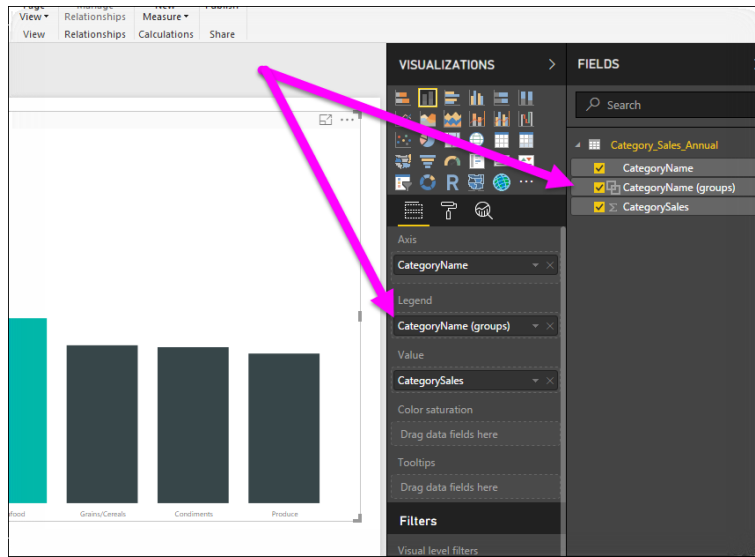 View
Relationships
Measure
View
Relationships
Calculations
Share
VISUALIZATIONS
FIELDS
Search
Category_Sales_Annual
CategoryName
CategoryName (groups)
CategorySales
R
Axis
CategoryName
Legend
CategoryName (groups)
Value
CategorySales
Color saturation
Drag data fields here
Tooltips
Drag data fields here
Filters
Visual level filters
Grains/Cereals
Condiments
Produce